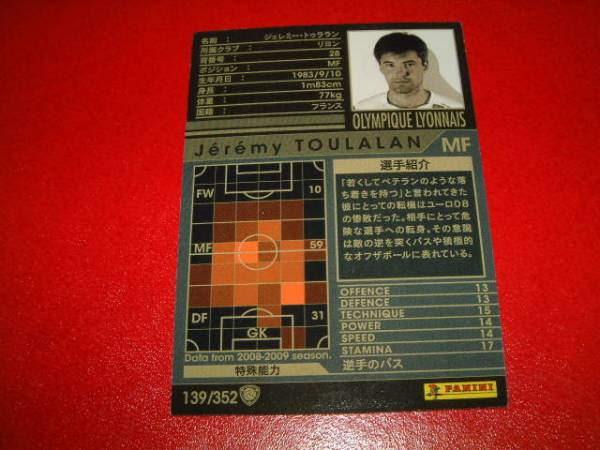 名前 : ジェレミー・トゥララン
所属クラブ : リヨン
背番号 : 28
ポジション : MF
生年月日 : 1983/9/10
身長 : 1m83cm
体重 : 77kg
国籍 : フランス
OLYMPIQUE LYONNAIS
Jérémy TOULALAN MF
選手紹介
「若くしてベテランのような落
ち着きを持つ」と言われてきた
彼にとっての転機はユーロ08
の惨敗だった。相手にとって危
険な選手への転身。その意識
は敵の逆を突くパスや積極的
なオフザボールに表れている。
FW 10
MF 59
DF 31
GK
Data from 2008-2009 season.
OFFENCE 13
DEFENCE 13
TECHNIQUE 15
POWER 14
SPEED 14
STAMINA 17
特殊能力 逆手のパス
139/352
PANINI